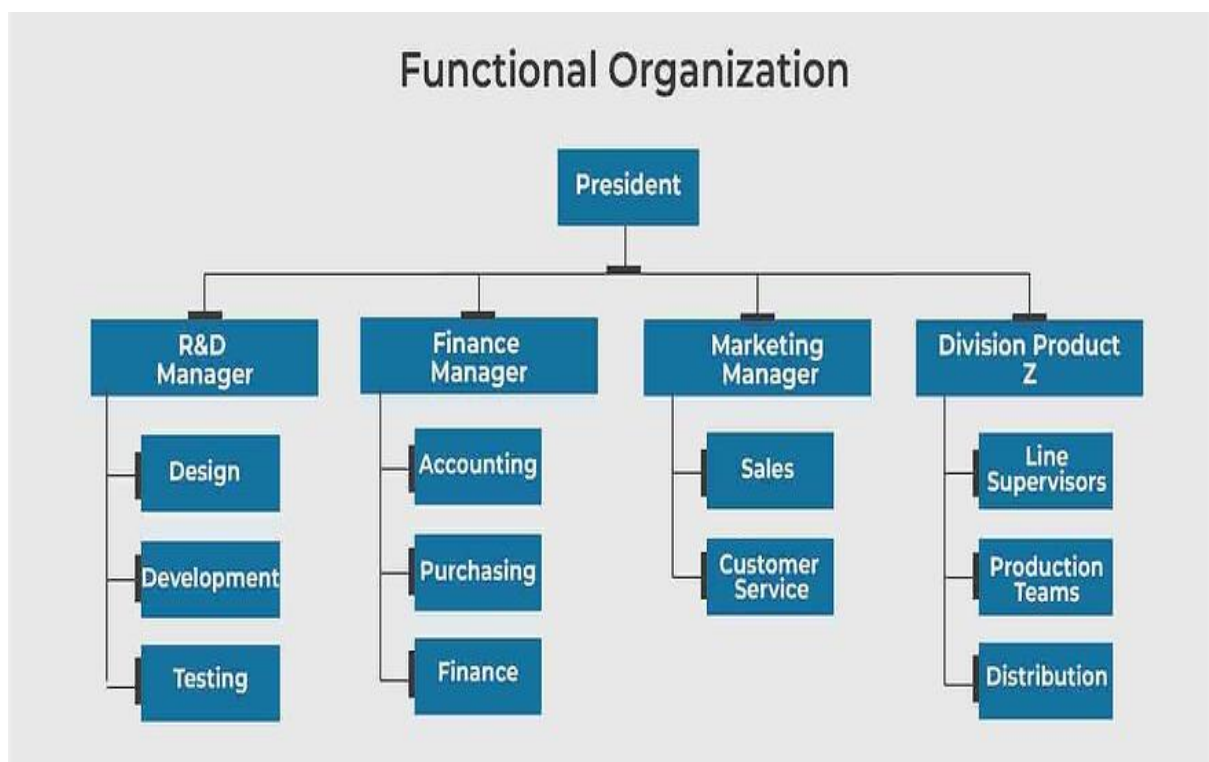 Functional Organization
President
R&D
Manager
Finance
Manager
Marketing
Manager
Division Product
Z
Design
Development
Testing
Accounting
Purchasing
Finance
Sales
Customer
Service
Line
Supervisors
Production
Teams
Distribution